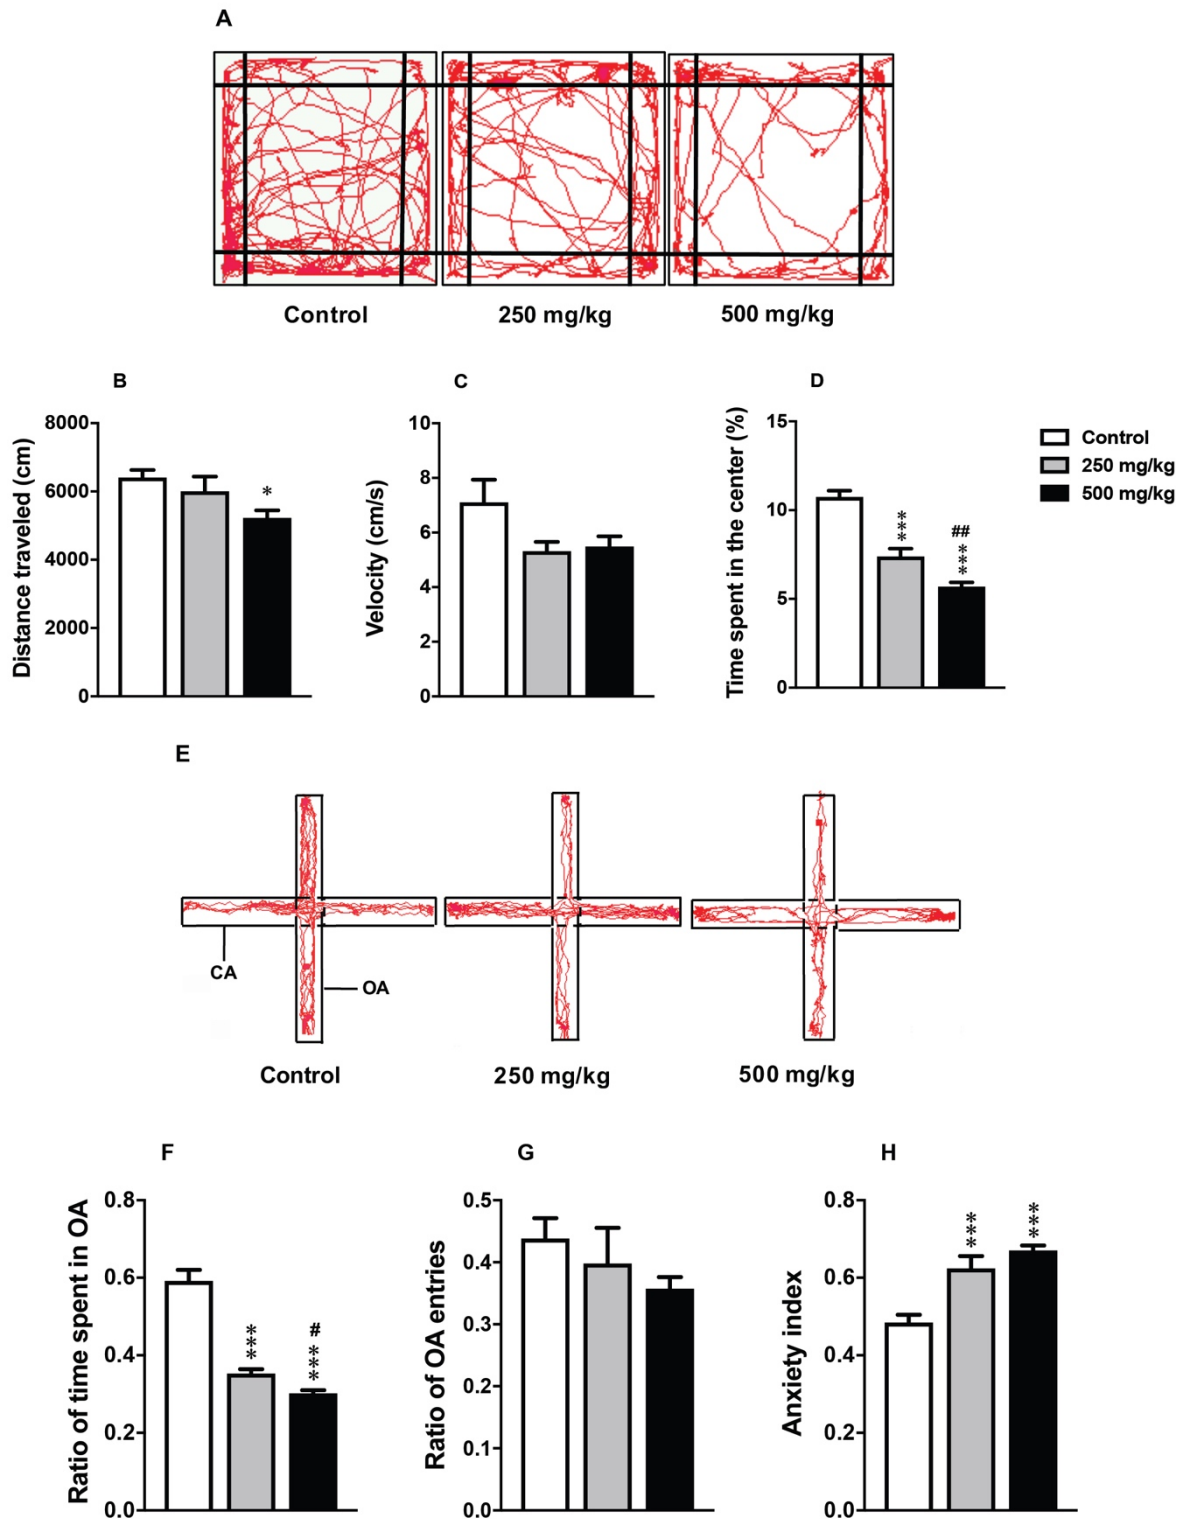 A
Control
250 mg/kg
500 mg/kg
B
C
D
Distance traveled (cm)
8000
6000
4000
2000
0
*
Velocity (cm/s)
10
8
6
4
2
0
Time spent in the center (%)
15
10
5
0
***
##
***
Control
250 mg/kg
500 mg/kg
E
CA
OA
Control
250 mg/kg
500 mg/kg
F
G
H
Ratio of time spent in OA
0.8
0.6
0.4
0.2
0.0
***
#
***
Ratio of OA entries
0.5
0.4
0.3
0.2
0.1
0.0
Anxiety index
0.8
0.6
0.4
0.2
0.0
***
***